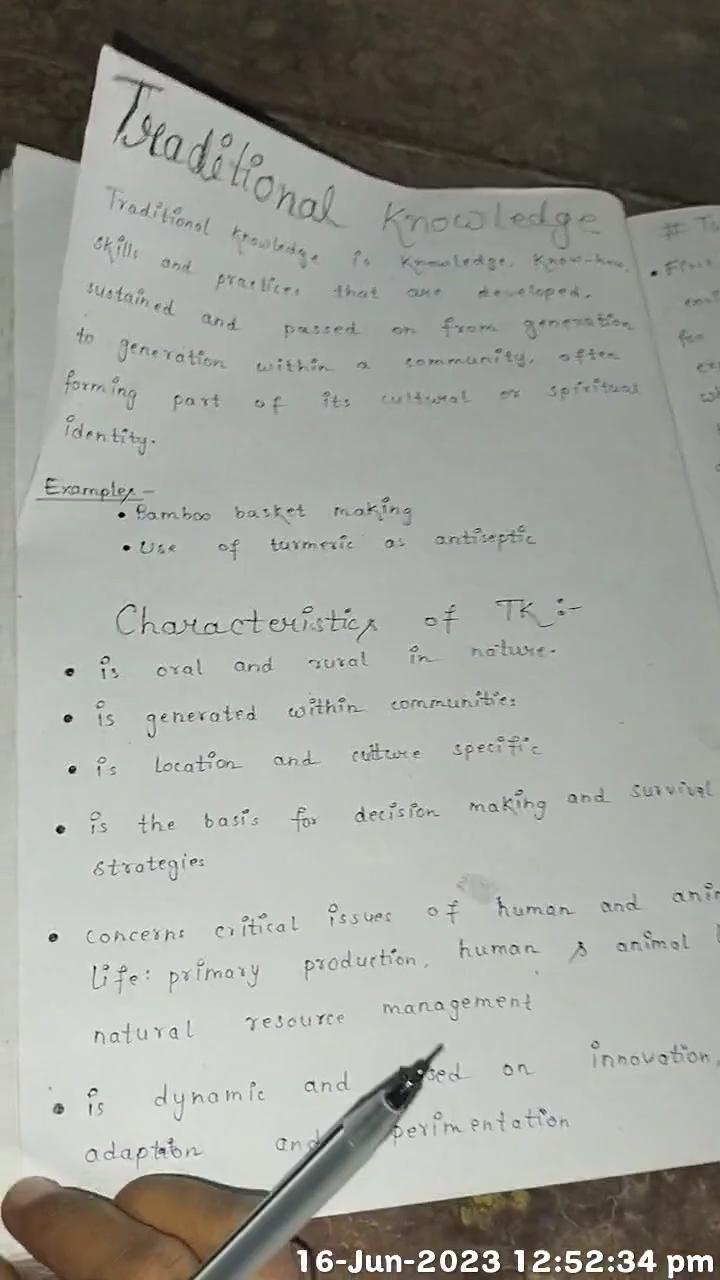 Traditional Knowledge
Traditional knowledge is knowledge, know-how,
skills and practices that are developed,
sustained and passed on from generation
to generation within a community, often
forming part of its cultural or spiritual
identity.
Examples -
• Bamboo basket making
• Use of turmeric as antiseptic
Characteristics of TK :-
• is oral and rural in nature.
• is generated within communities
• is location and culture specific
• is the basis for decision making and survival
strategies
• concerns critical issues of human and
life: primary production, human & animal
natural resource management
• is dynamic and on innovation,
adaption and
#
16-Jun-2023 12:52:34 pm